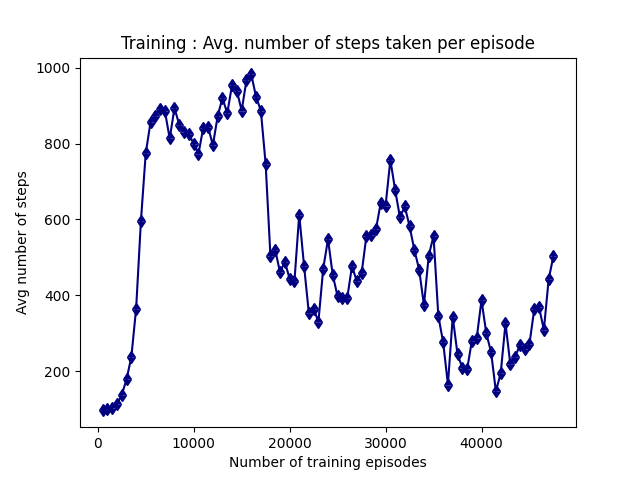 Training : Avg. number of steps taken per episode
1000
800
600
400
200
Avg number of steps
0 10000 20000 30000 40000
Number of training episodes